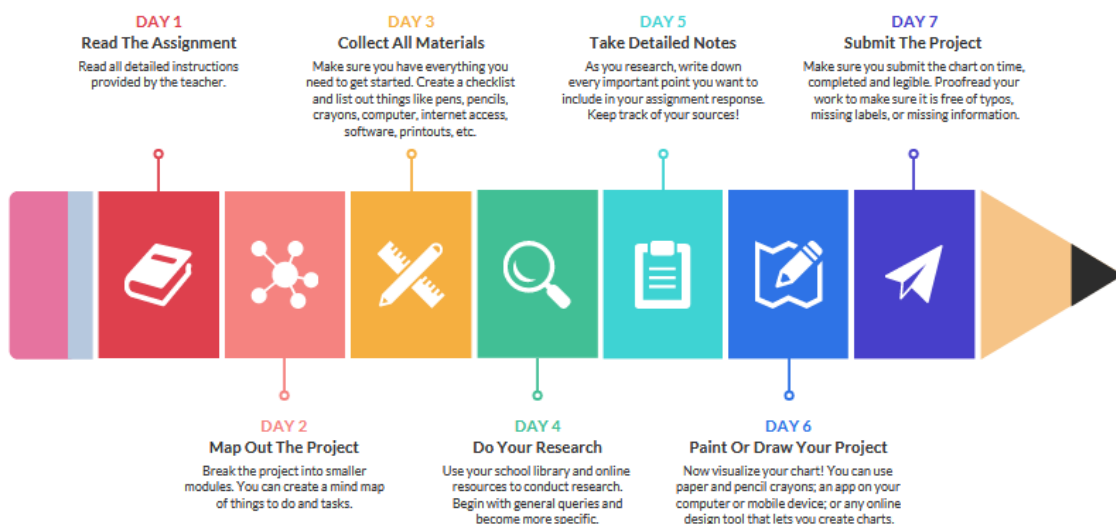 DAY 1
Read The Assignment
Read all detailed instructions
provided by the teacher.
DAY 3
Collect All Materials
Make sure you have everything you
need to get started. Create a checklist
and list out things like pens, pencils,
crayons, computer, internet access,
software, printouts, etc.
DAY 5
Take Detailed Notes
As you research, write down
every important point you want to
include in your assignment response.
Keep track of your sources!
DAY 7
Submit The Project
Make sure you submit the chart on time,
completed and legible. Proofread your
work to make sure it is free of typos,
missing labels, or missing information.
DAY 2
Map Out The Project
Break the project into smaller
modules. You can create a mind map
of things to do and tasks.
DAY 4
Do Your Research
Use your school library and online
resources to conduct research.
Begin with general queries and
become more specific.
DAY 6
Paint Or Draw Your Project
Now visualize your chart! You can use
paper and pencil crayons; an app on your
computer or mobile device; or any online
design tool that lets you create charts.